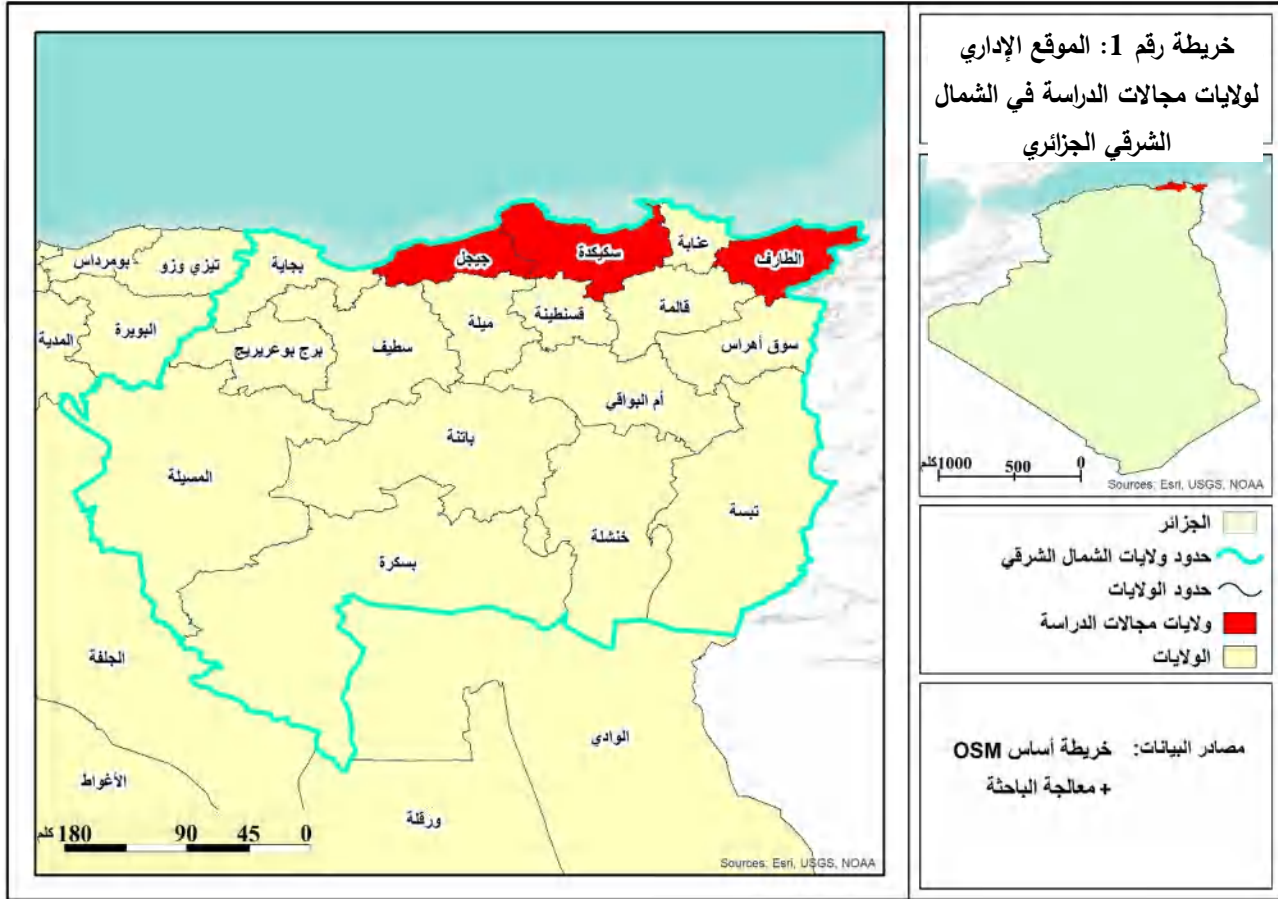 خريطة رقم 1: الموقع الإداري
لولايات مجالات الدراسة في الشمال
الشرقي الجزائري
عنابة
الطارف
سكيكدة
جيجل
بجاية
تيزي وزو
بومرداس
قالمة
قسنطينة
ميلة
البويرة
المدية
سوق أهراس
سطيف
برج بوعريريج
أم البواقي
باتنة
المسيلة
تبسة
خنشلة
بسكرة
الجلفة
الوادي
الأغواط
ورقلة
0 45 90 180 كلم
Sources: Esri, USGS, NOAA
0 500 1000 كلم
Sources: Esri, USGS, NOAA
الجزائر
حدود ولايات الشمال الشرقي
حدود الولايات
ولايات مجالات الدراسة
الولايات
مصادر البيانات: خريطة أساس OSM
+ معالجة الباحثة